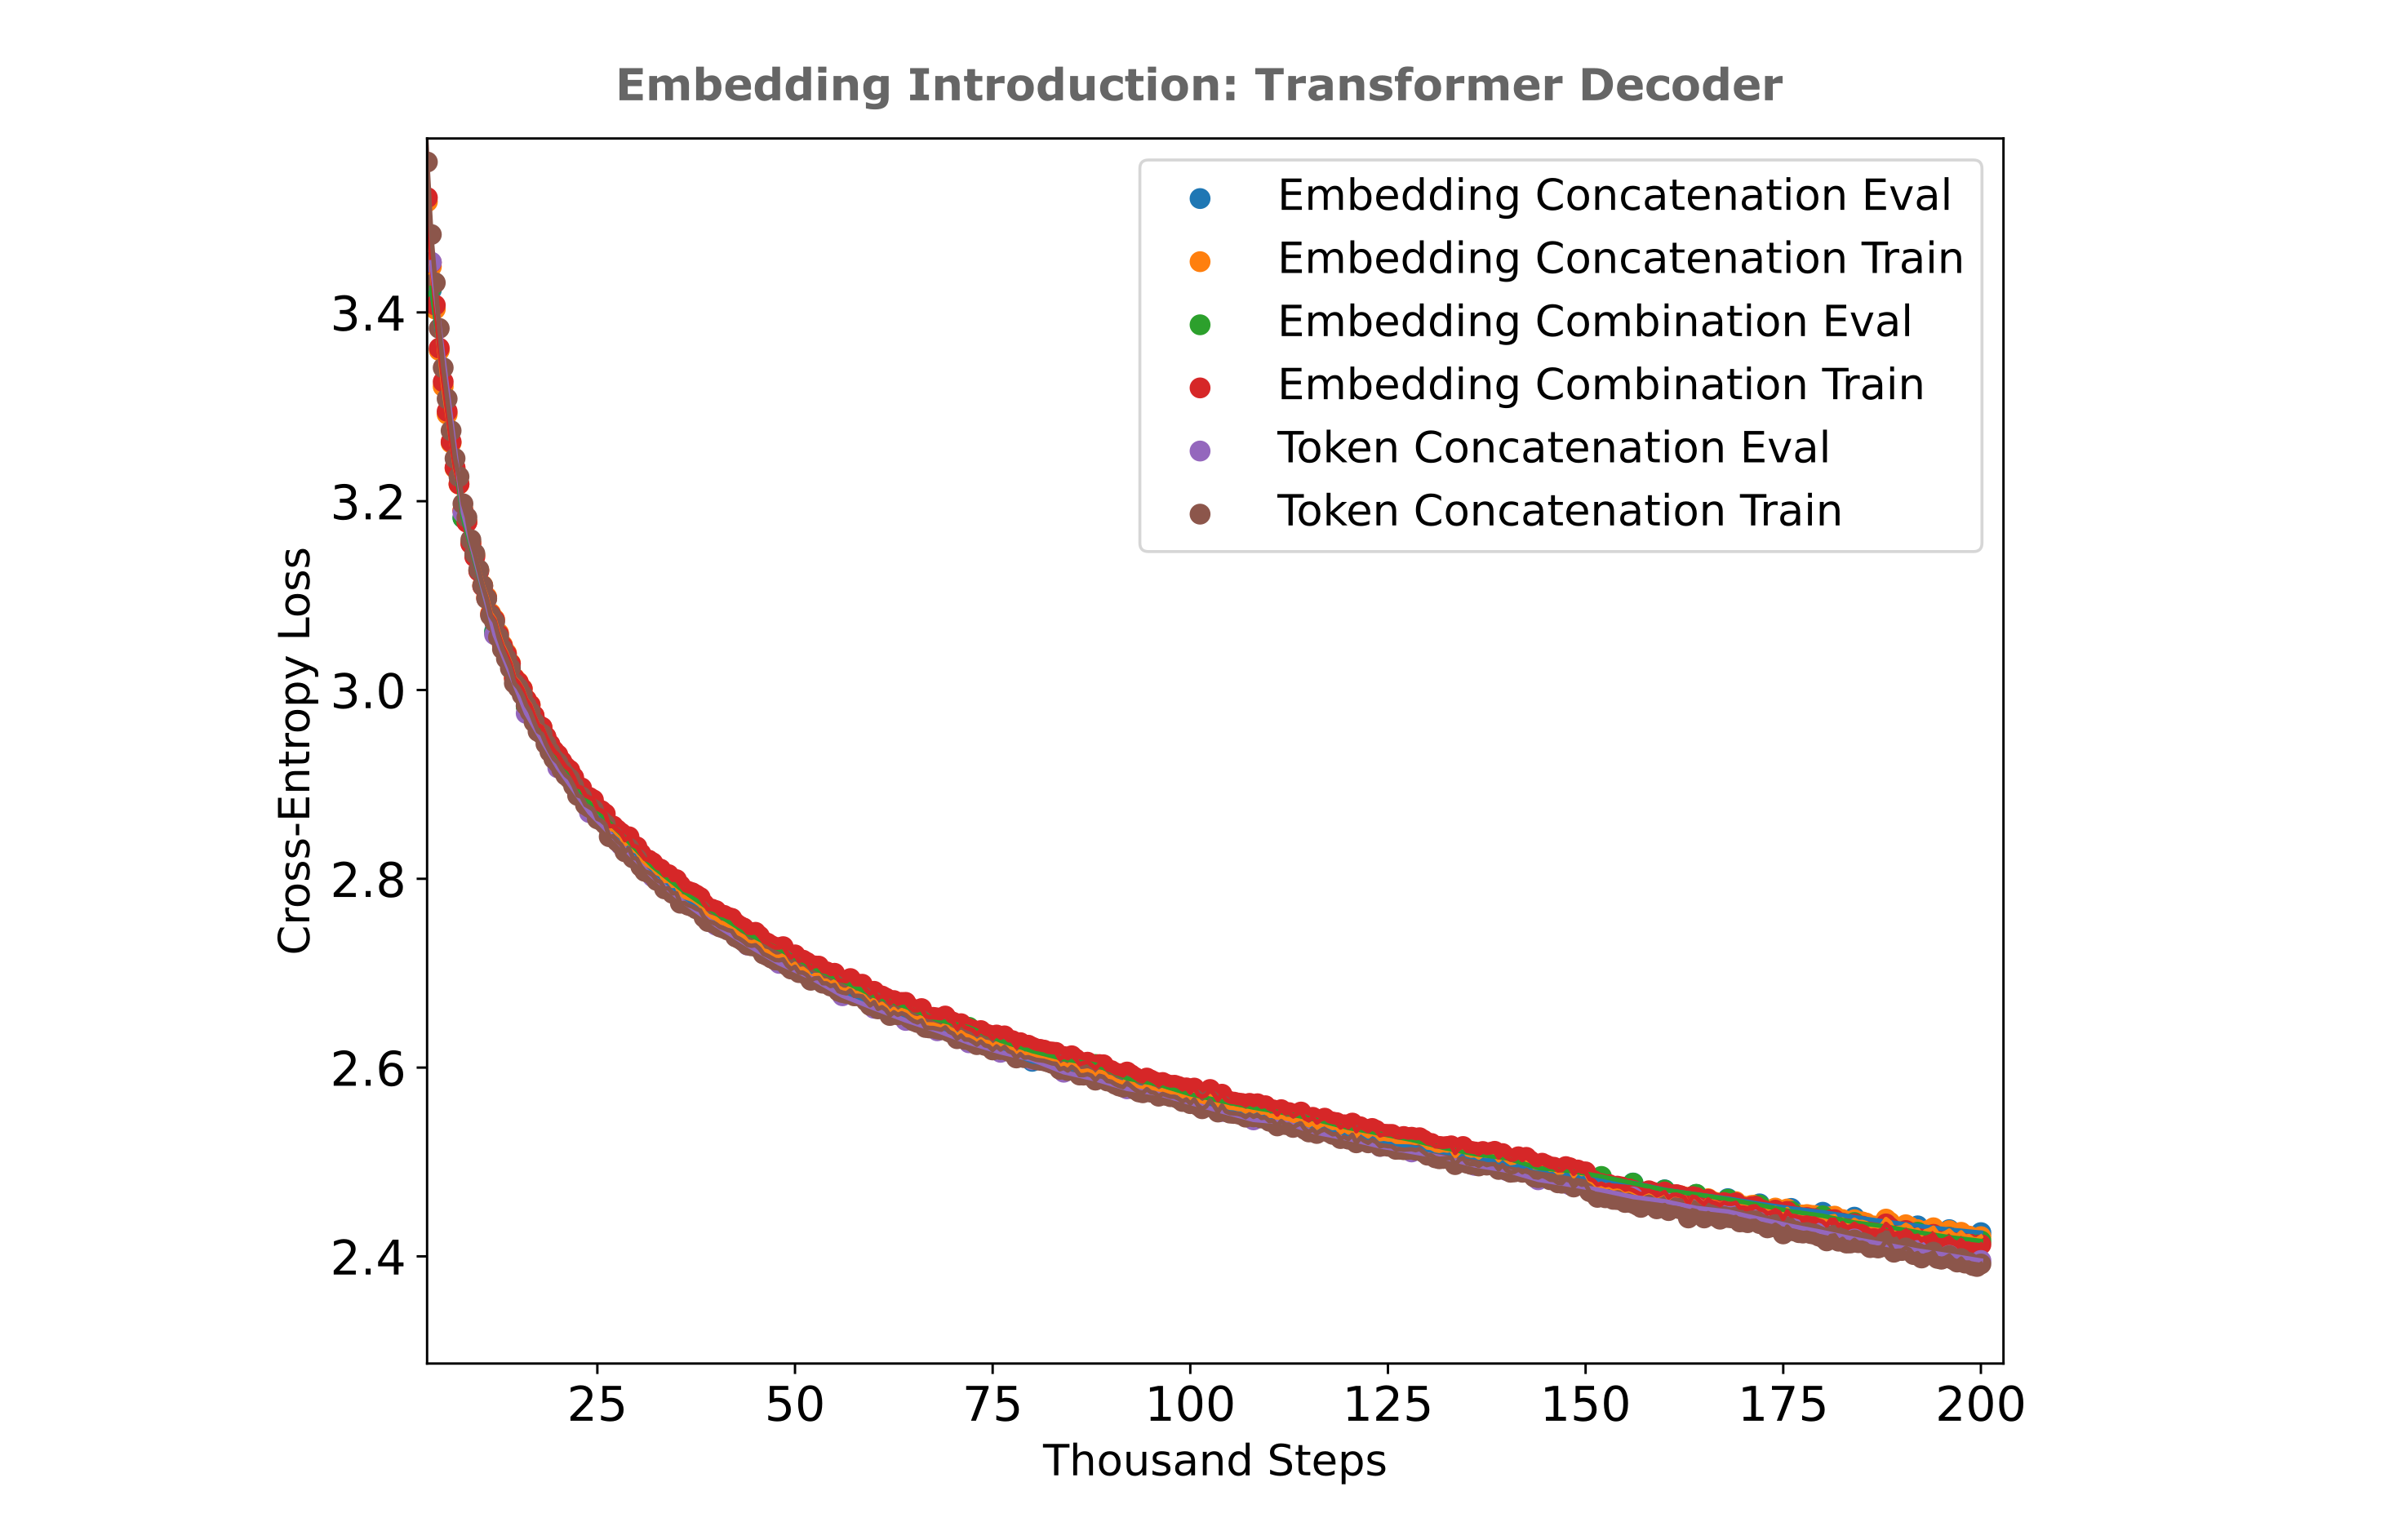 Embedding Introduction: Transformer Decoder
Embedding Concatenation Eval
Embedding Concatenation Train
Embedding Combination Eval
Embedding Combination Train
Token Concatenation Eval
Token Concatenation Train
Cross-Entropy Loss
3.4
3.2
3.0
2.8
2.6
2.4
25 50 75 100 125 150 175 200
Thousand Steps